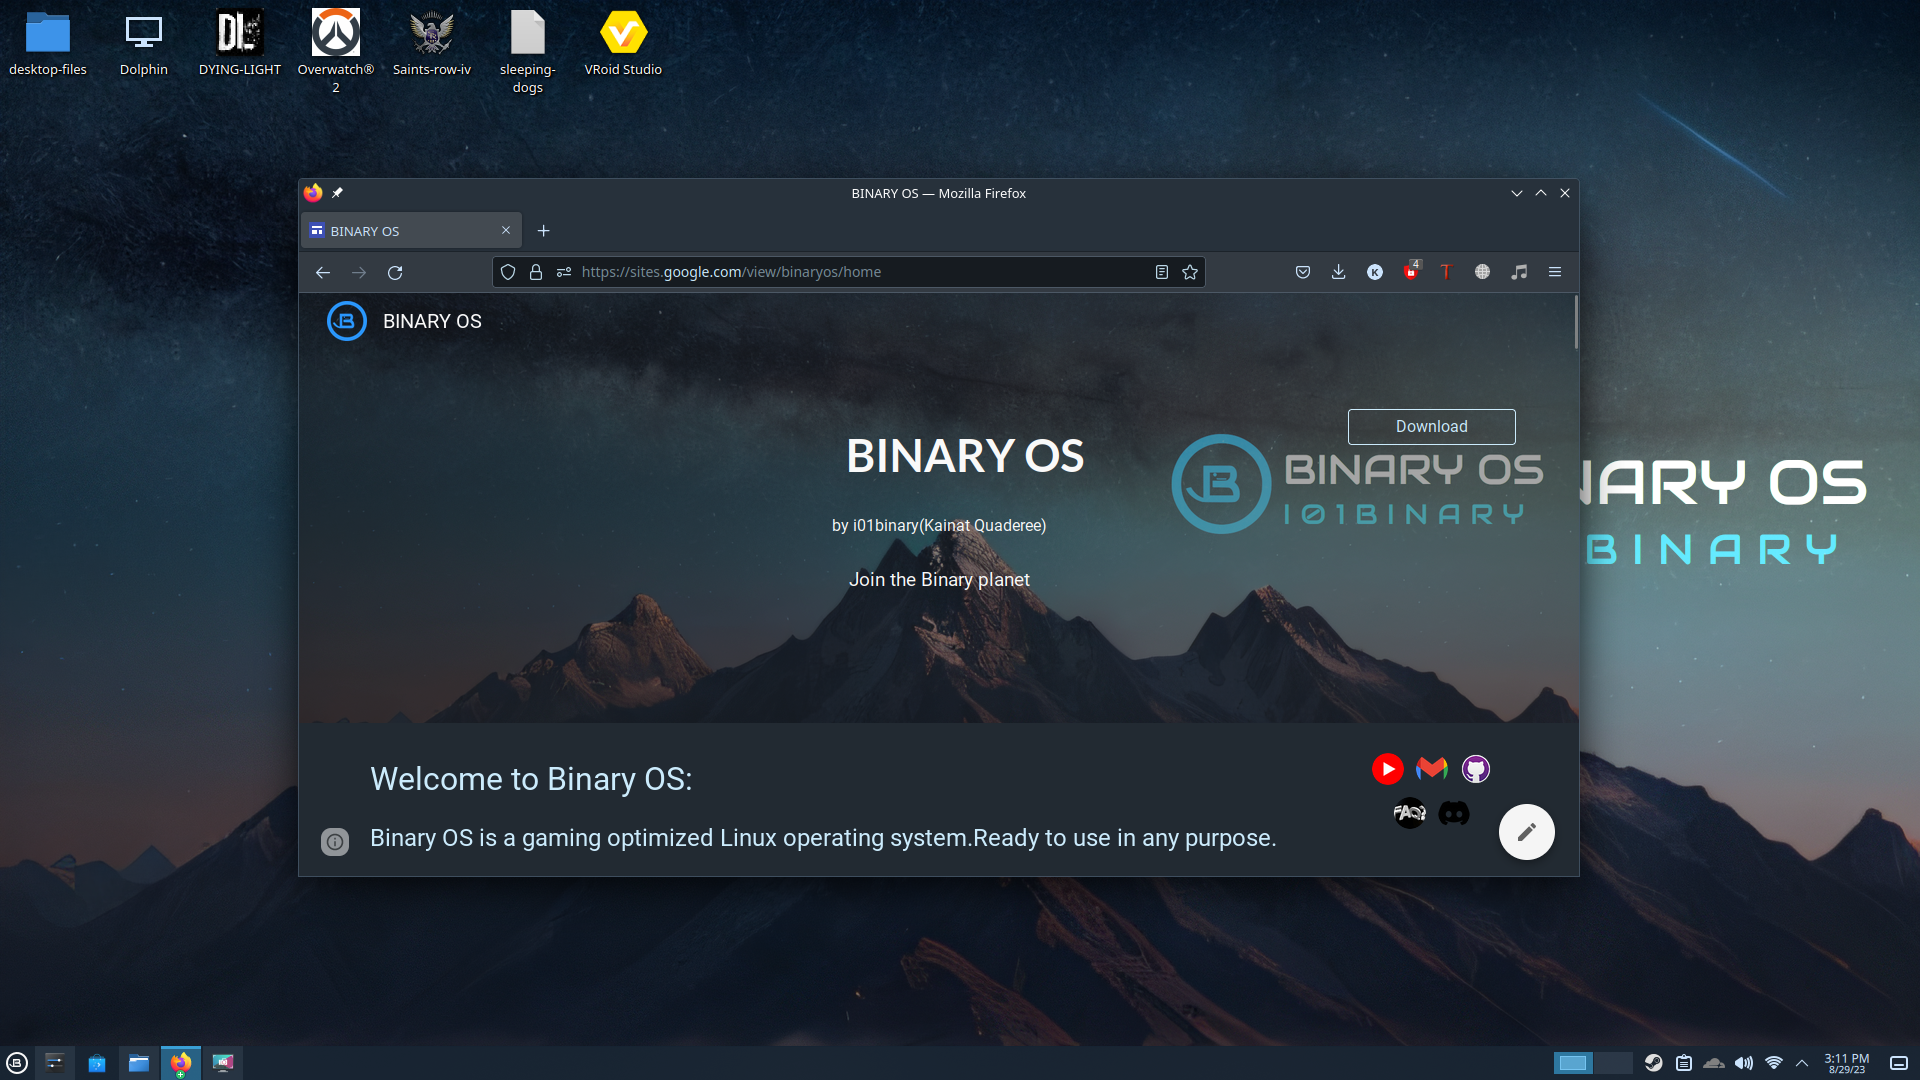 desktop-files
Dolphin
DYING-LIGHT
Overwatch®
2
Saints-row-iv
sleeping-
dogs
VRoid Studio
BINARY OS — Mozilla Firefox
BINARY OS
https://sites.google.com/view/binaryos/home
4
BINARY OS
Download
BINARY OS
BINARY OS
I01BINARY
NARY OS
BINARY
by i01binary(Kainat Quaderee)
Join the Binary planet
Welcome to Binary OS:
FAQ?
Binary OS is a gaming optimized Linux operating system.Ready to use in any purpose.
3:11 PM
8/29/23